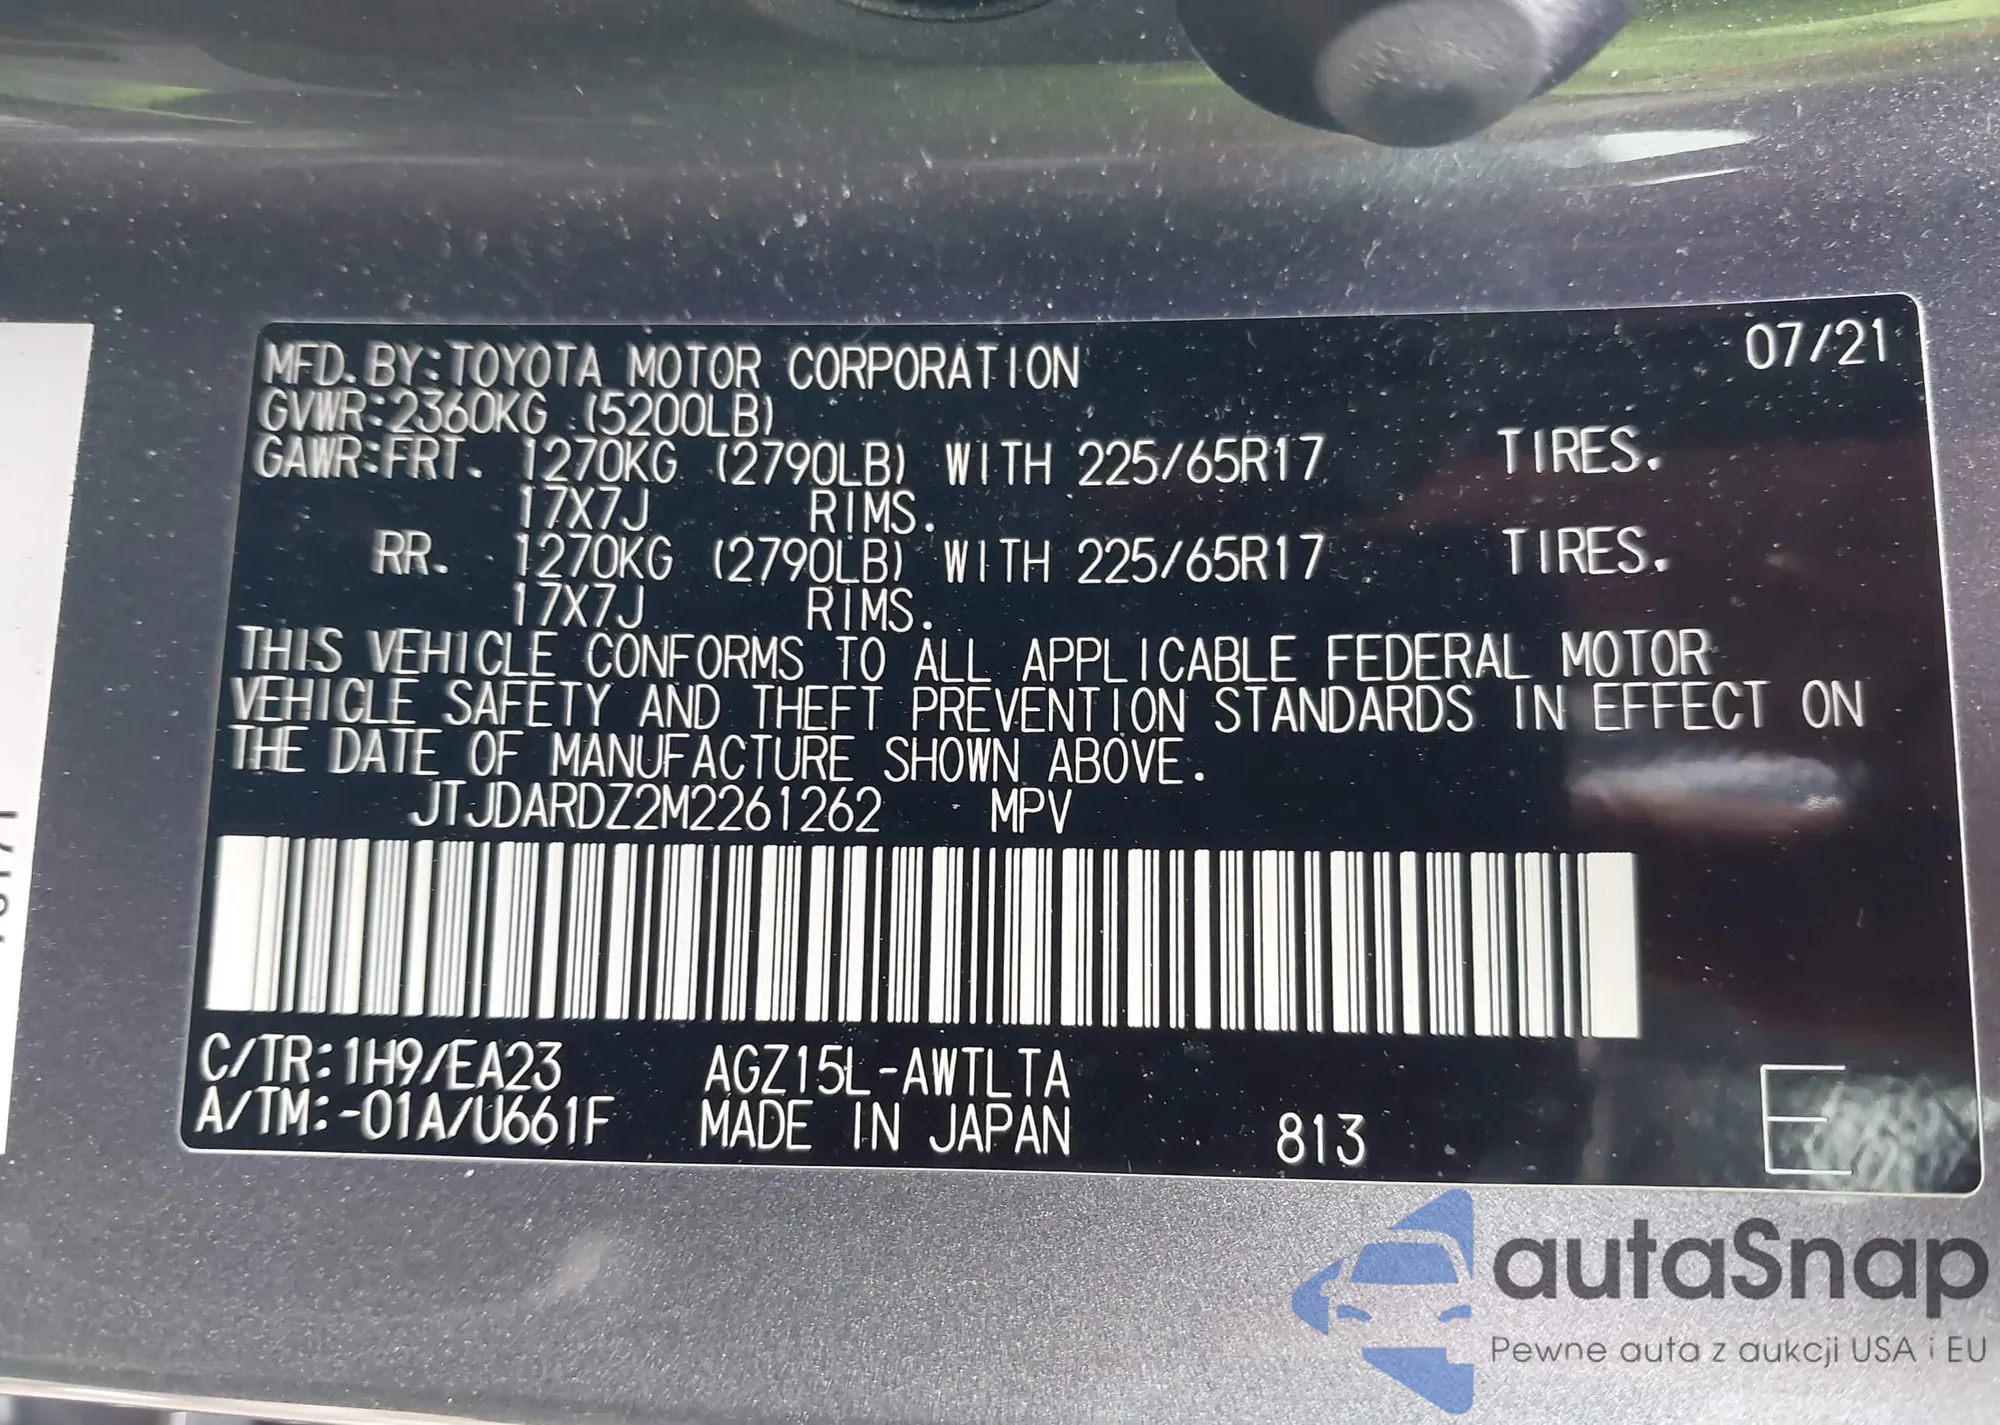 07/21
MFD. BY:TOYOTA MOTOR CORPORATION
GVWR:2360KG (5200LB)
GAWR:FRT. 1270KG (2790LB) WITH 225/65R17 TIRES.
17X7J RIMS.
RR. 1270KG (2790LB) WITH 225/65R17 TIRES.
17X7J RIMS.
THIS VEHICLE CONFORMS TO ALL APPLICABLE FEDERAL MOTOR
VEHICLE SAFETY AND THEFT PREVENTION STANDARDS IN EFFECT ON
THE DATE OF MANUFACTURE SHOWN ABOVE.
JTJDARDZ2M2261262 MPV
C/TR:1H9/EA23 AGZ15L-AWTLTA
A/TM:-01A/U661F MADE IN JAPAN 813 E
autaSnap
Pewne auta z aukcji USA i EU